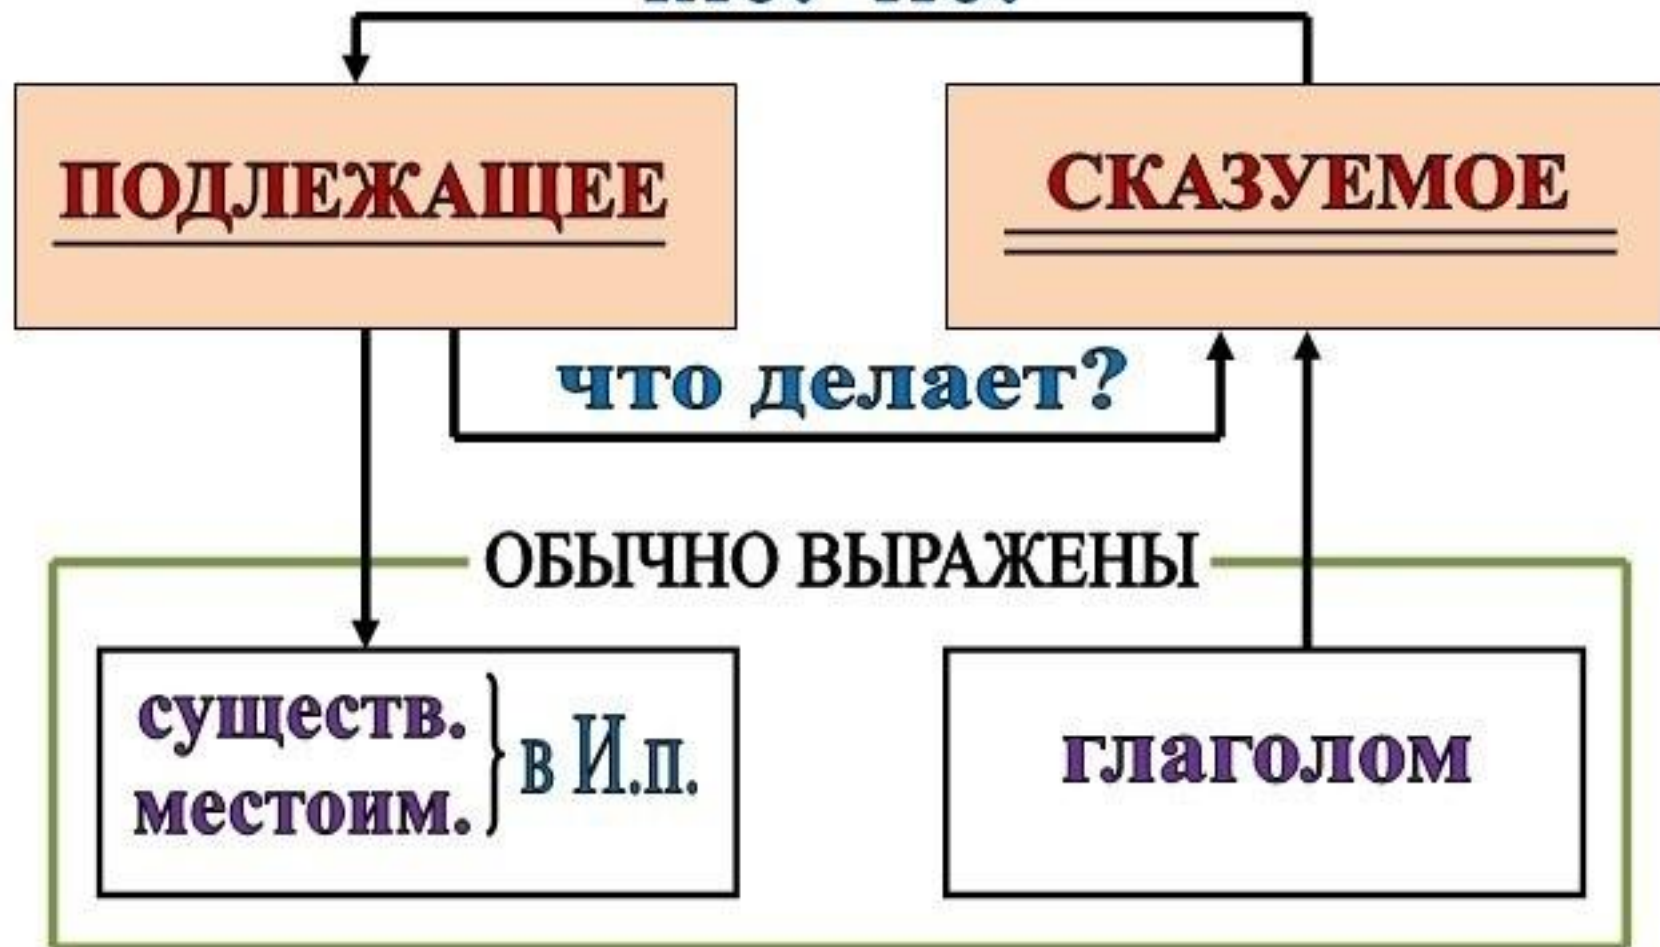 ПОДЛЕЖАЩЕЕ
СКАЗУЕМОЕ
что делает?
ОБЫЧНО ВЫРАЖЕНЫ
существ.
местоим.
в И.п.
глаголом